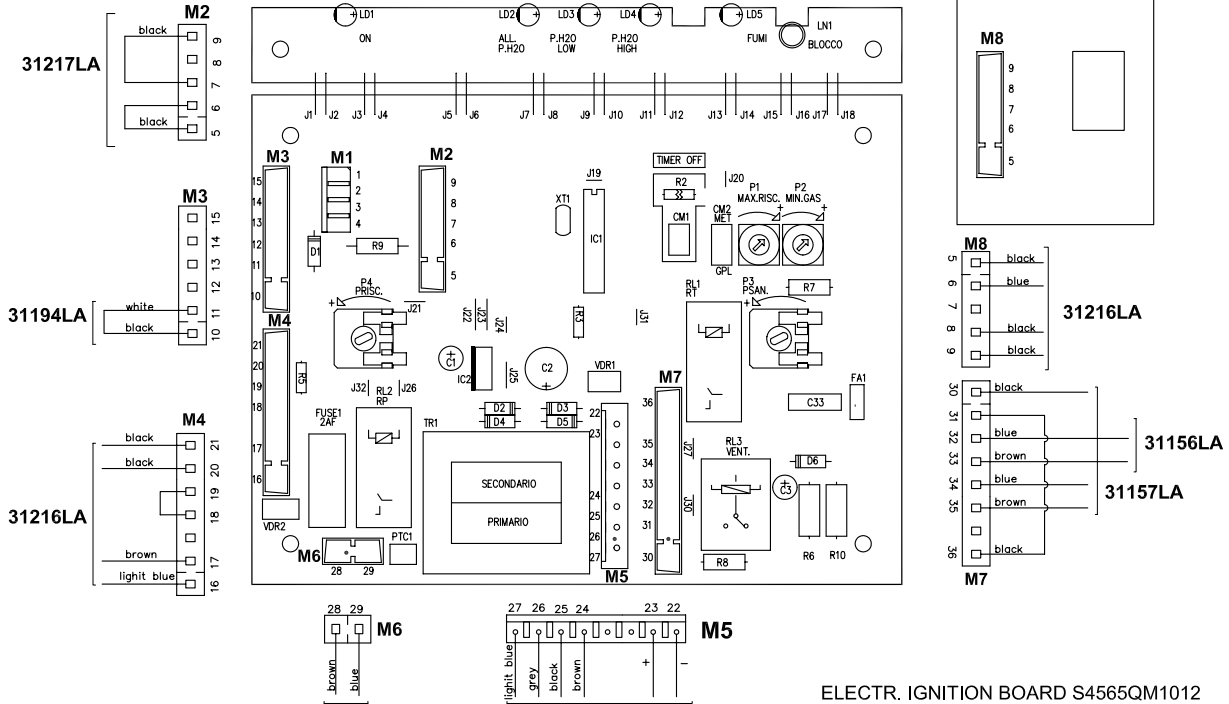 M2
black
9
8
7
6
5
black
31217LA
LD1
ON
LD2
ALL.
P.H2O
LD3
P.H2O
LOW
LD4
P.H2O
HIGH
LD5
FUMI
LN1
BLOCCO
J1 J2 J3 J4 J5 J6 J7 J8 J9 J10 J11 J12 J13 J14 J15 J16 J17 J18
M8
9
8
7
6
5
M3
15
14
13
12
11
10
M1
1
2
3
4
D1
R9
M2
9
8
7
6
5
XT1
J19
IC1
TIMER OFF
R2
CM1
J20
CM2
MET
GPL
P1
MAX.RISC.
+
P2
MIN.GAS
+
R7
M3
15
14
13
12
11
10
white
black
31194LA
P4
PRISC.
+
J21
J22
J23
J24
J25
R3
J31
RL1
RT
P3
PSAN.
+
M8
5
6
7
8
9
black
blue
black
black
31216LA
M4
21
20
19
18
17
16
R5
J32
RL2
RP
J26
C1
+
IC2
C2
+
VDR1
D2
D4
D3
D5
M7
36
35
34
33
32
31
30
C33
FA1
M4
21
20
19
18
17
16
black
black
brown
lighit blue
31216LA
FUSE1
2AF
VDR2
TR1
SECONDARIO
PRIMARIO
22
23
24
25
26
27
M5
J27
J30
RL3
VENT.
D6
C3
+
R6
R10
R8
M6
28
29
PTC1
30
31
32
33
34
35
36
M7
black
blue
brown
blue
brown
black
31156LA
31157LA
28 29
M6
brown
blue
27 26 25 24 23 22
M5
lighit blue
grey
black
brown
+
–
ELECTR. IGNITION BOARD S4565QM1012